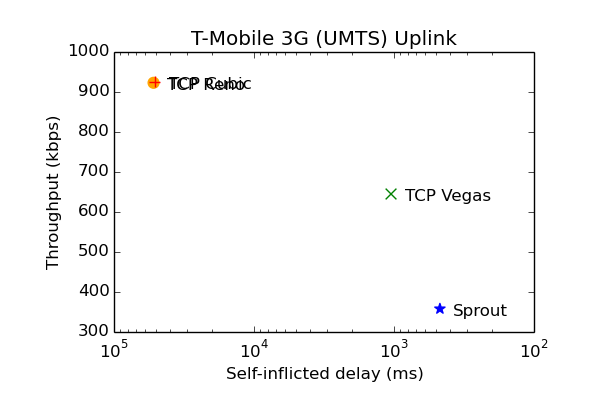 T-Mobile 3G (UMTS) Uplink
Throughput (kbps)
1000
900
800
700
600
500
400
300
TCP Cubic
TCP Reno
TCP Vegas
Sprout
10^5
10^4
10^3
10^2
Self-inflicted delay (ms)